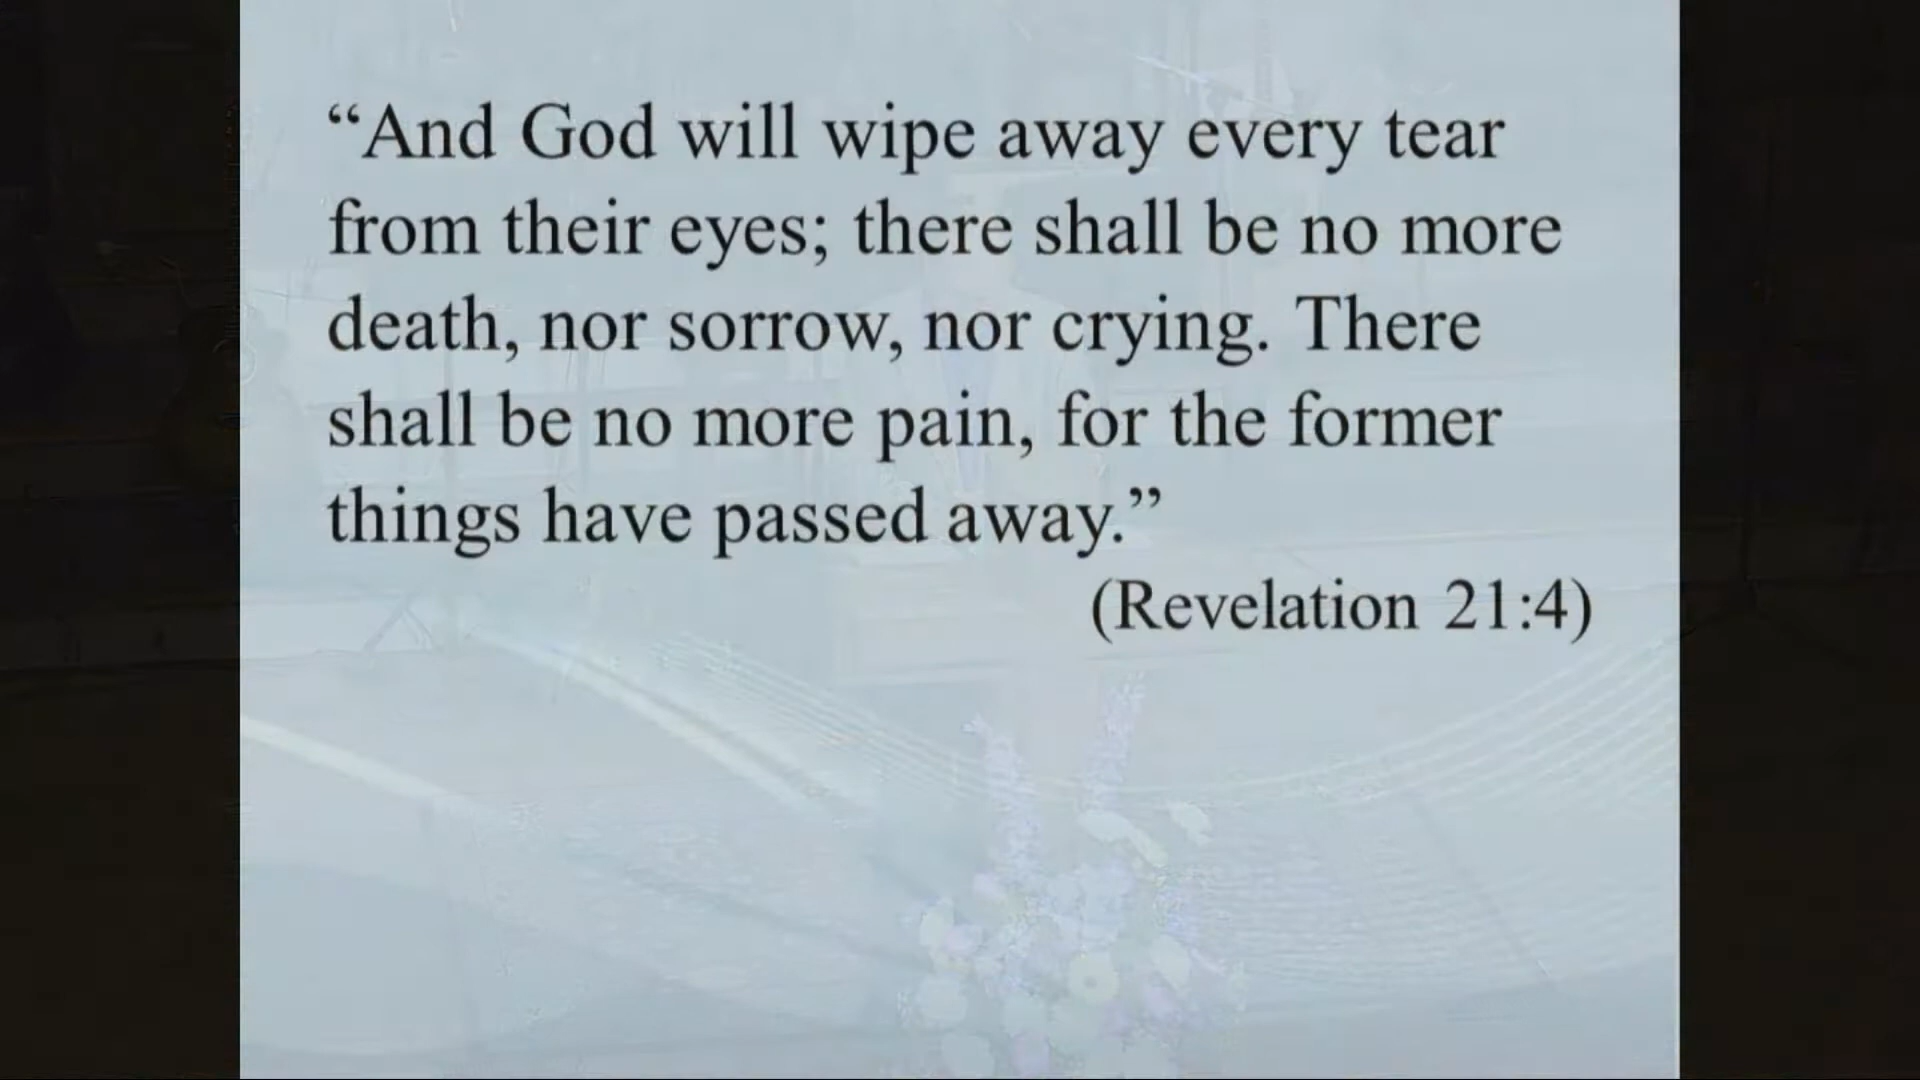 “And God will wipe away every tear
from their eyes; there shall be no more
death, nor sorrow, nor crying. There
shall be no more pain, for the former
things have passed away.”
(Revelation 21:4)